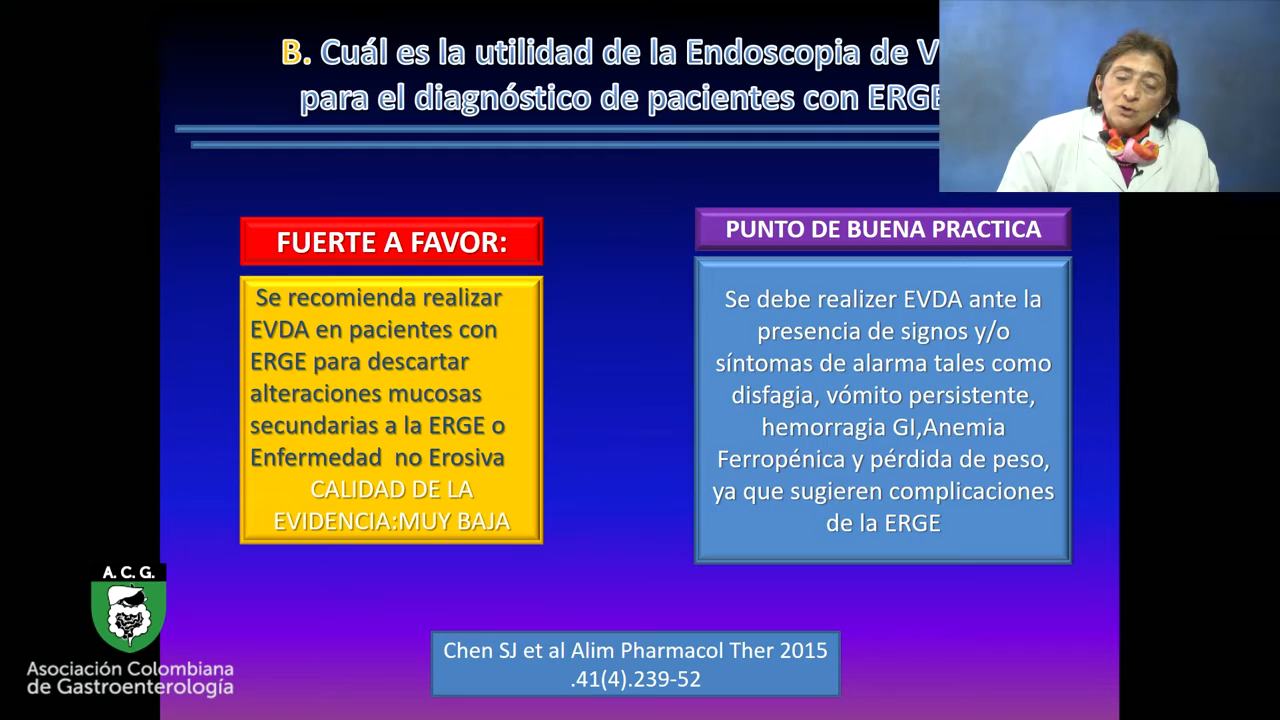 B. Cuál es la utilidad de la Endoscopia de V
para el diagnóstico de pacientes con ERGE
FUERTE A FAVOR:
Se recomienda realizar
EVDA en pacientes con
ERGE para descartar
alteraciones mucosas
secundarias a la ERGE o
Enfermedad no Erosiva
CALIDAD DE LA
EVIDENCIA:MUY BAJA
PUNTO DE BUENA PRACTICA
Se debe realizer EVDA ante la
presencia de signos y/o
síntomas de alarma tales como
disfagia, vómito persistente,
hemorragia GI,Anemia
Ferropénica y pérdida de peso,
ya que sugieren complicaciones
de la ERGE
Chen SJ et al Alim Pharmacol Ther 2015
.41(4).239-52
A. C. G.
Asociación Colombiana
de Gastroenterología